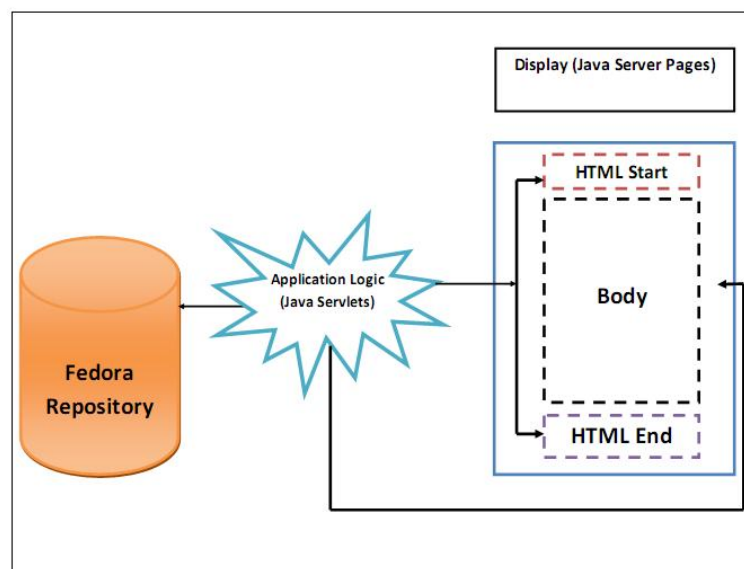 Display (Java Server Pages)
HTML Start
Application Logic
(Java Servlets)
Body
Fedora
Repository
HTML End